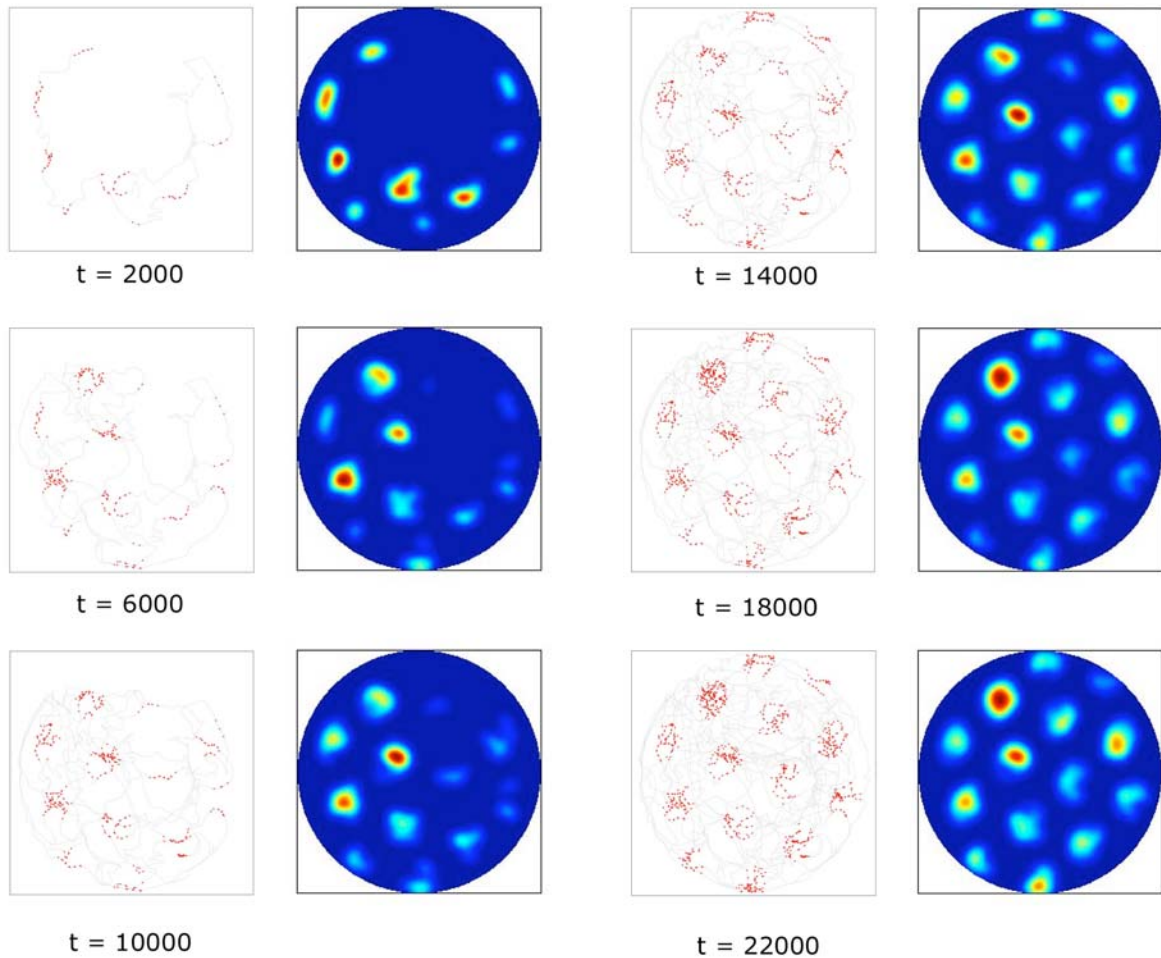 t = 2000
t = 14000
t = 6000
t = 18000
t = 10000
t = 22000